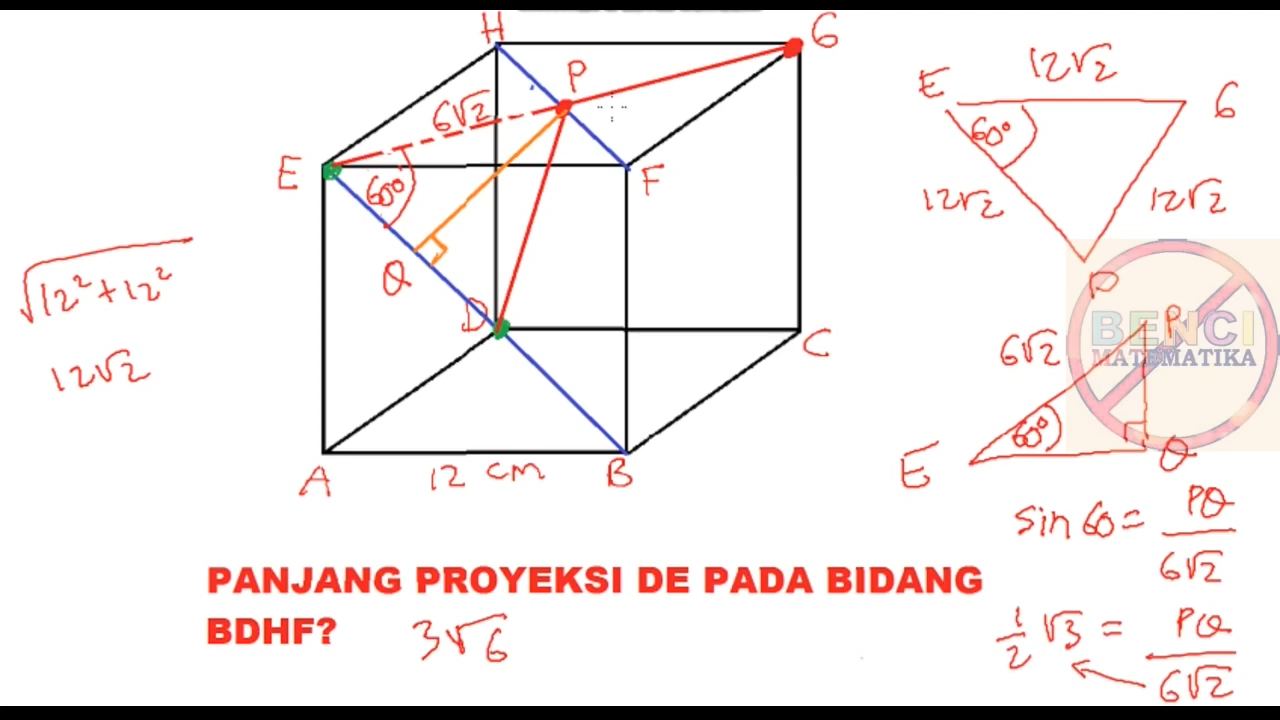 H
G
P
6√2
E
60°
F
Q
D
C
A
12 cm
B
√12² + 12²
12√2
E
12√2
G
60°
12√2
12√2
P
BENCI
MATEMATIKA
P
6√2
60°
E
Q
sin 60 = PQ / 6√2
1/2 √3 = PQ / 6√2
PANJANG PROYEKSI DE PADA BIDANG
BDHF?
3√6